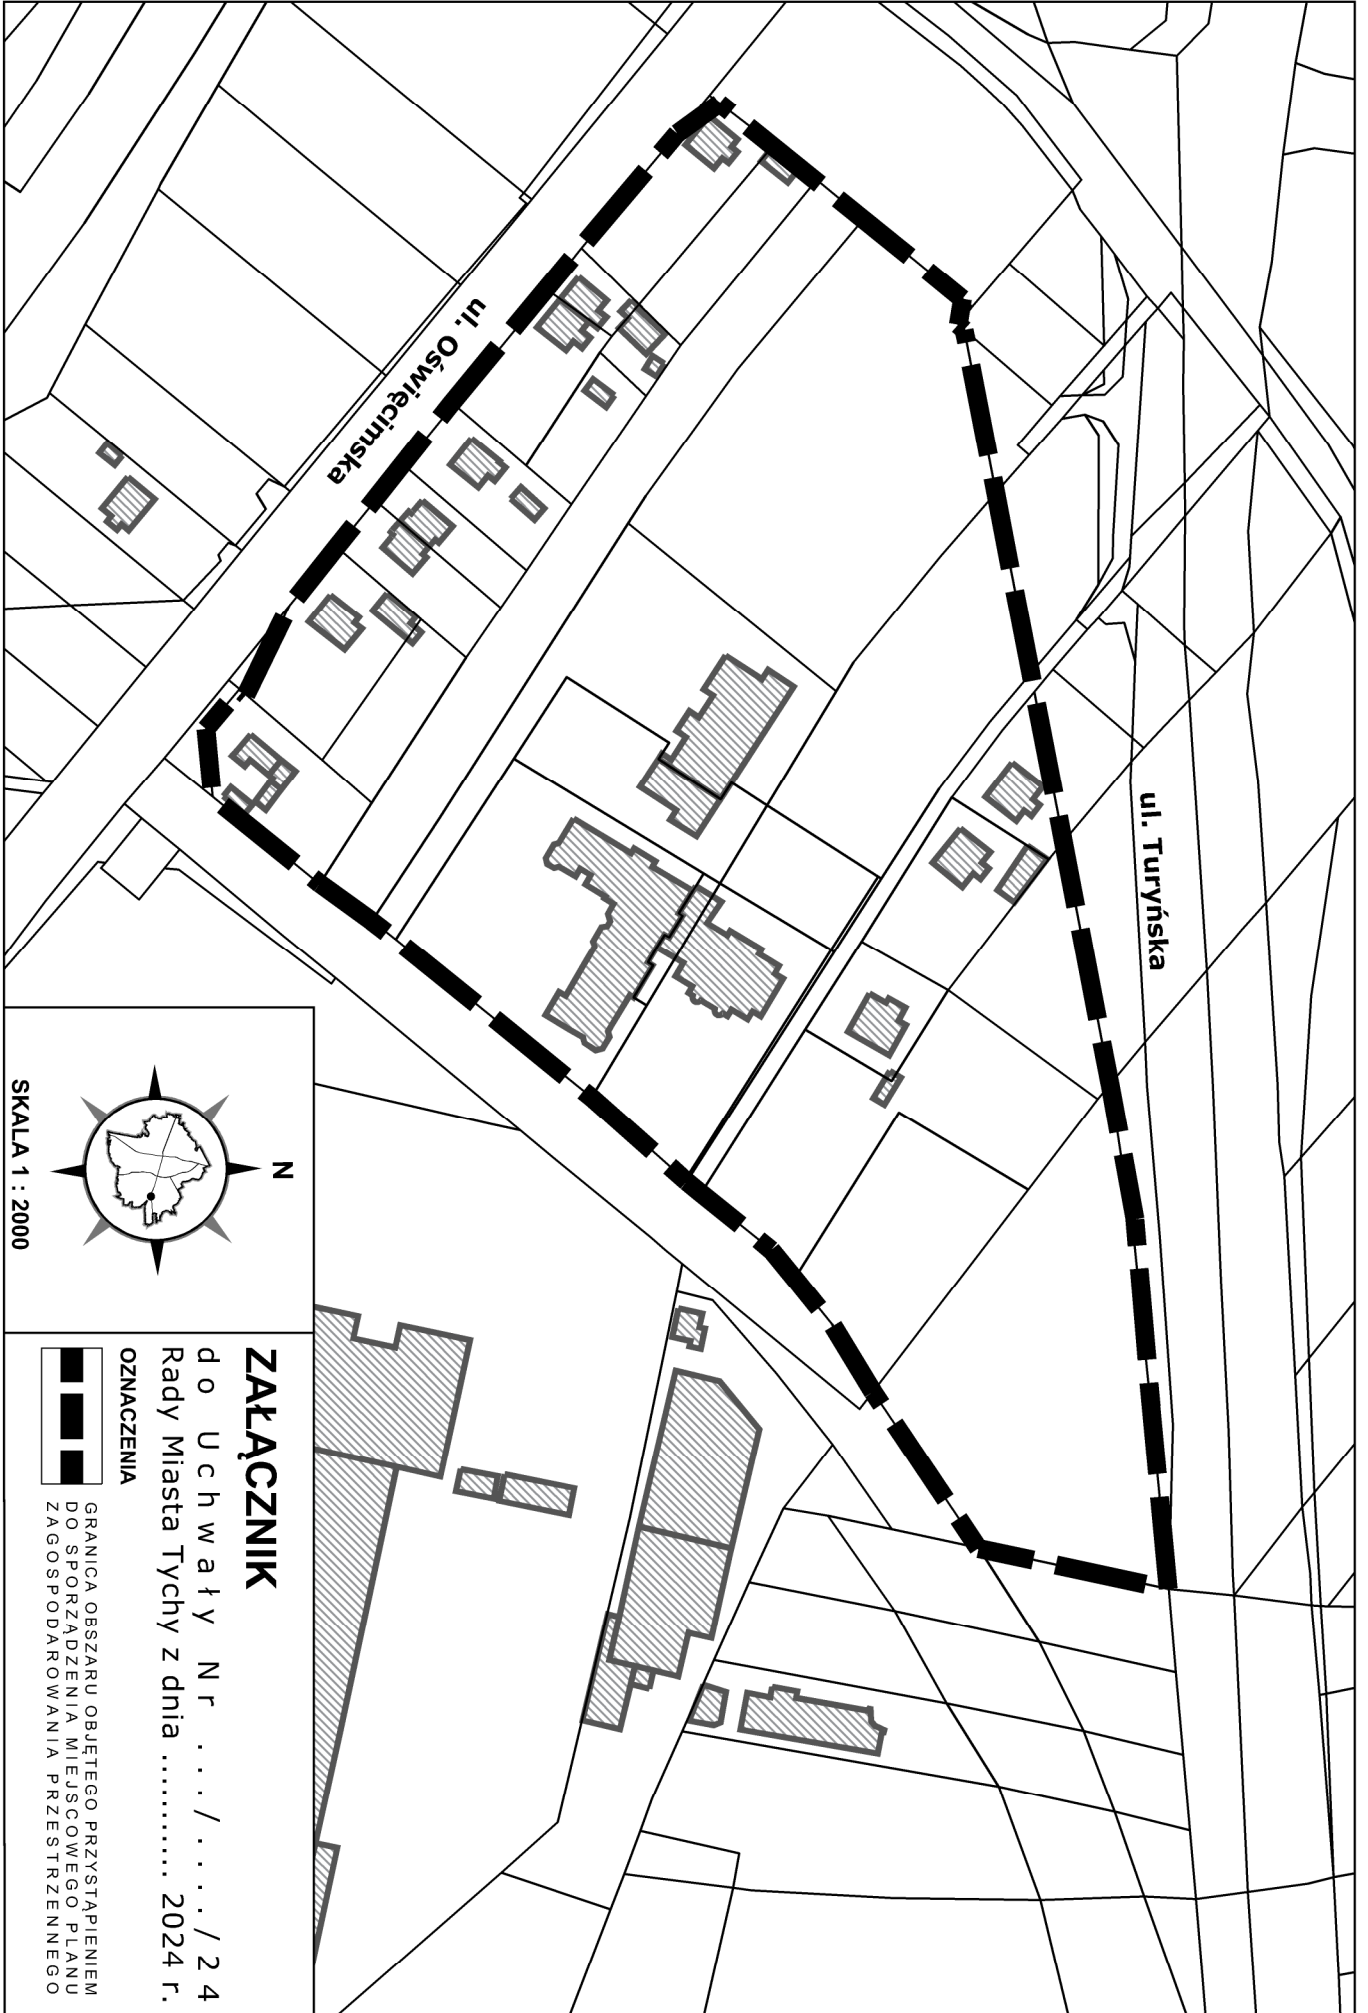 ul. Turyńska
ul. Oświęcimska
N
SKALA 1 : 2000
ZAŁĄCZNIK
do Uchwały Nr .../..../24
Rady Miasta Tychy z dnia .......... 2024 r.
OZNACZENIA
GRANICA OBSZARU OBJĘTEGO PRZYSTĄPIENIEM
DO SPORZĄDZENIA MIEJSCOWEGO PLANU
ZAGOSPODAROWANIA PRZESTRZENNEGO